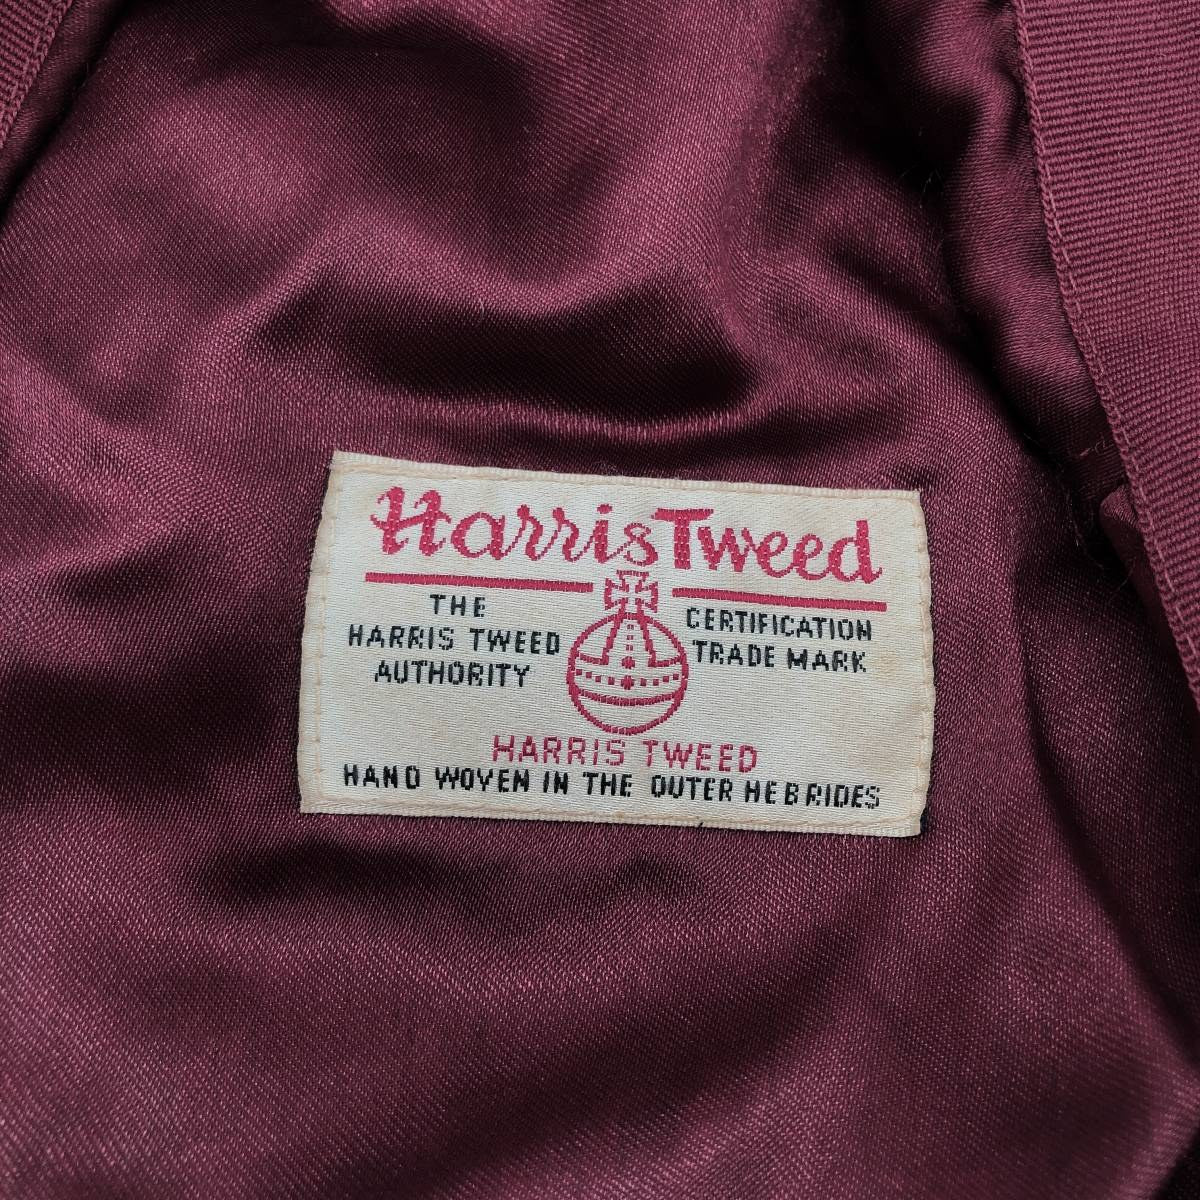 Harris Tweed
THE
HARRIS TWEED
AUTHORITY
CERTIFICATION
TRADE MARK
HARRIS TWEED
HAND WOVEN IN THE OUTER HEBRIDES